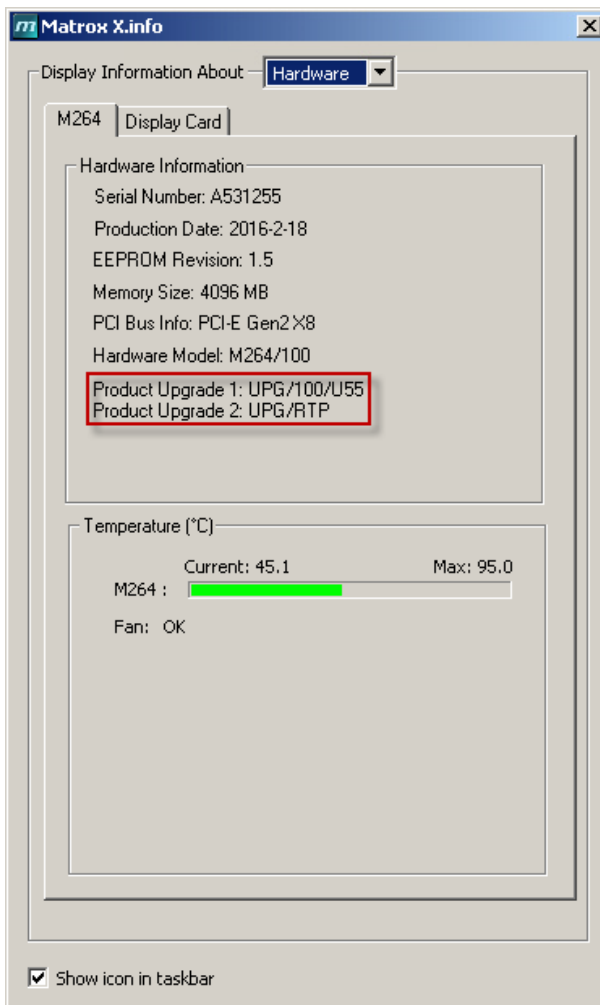 m Matrox X.info
Display Information About Hardware
M264 Display Card
Hardware Information
Serial Number: A531255
Production Date: 2016-2-18
EEPROM Revision: 1.5
Memory Size: 4096 MB
PCI Bus Info: PCI-E Gen2 X8
Hardware Model: M264/100
Product Upgrade 1: UPG/100/U55
Product Upgrade 2: UPG/RTP
Temperature (°C)
Current: 45.1 Max: 95.0
M264 :
Fan: OK
Show icon in taskbar